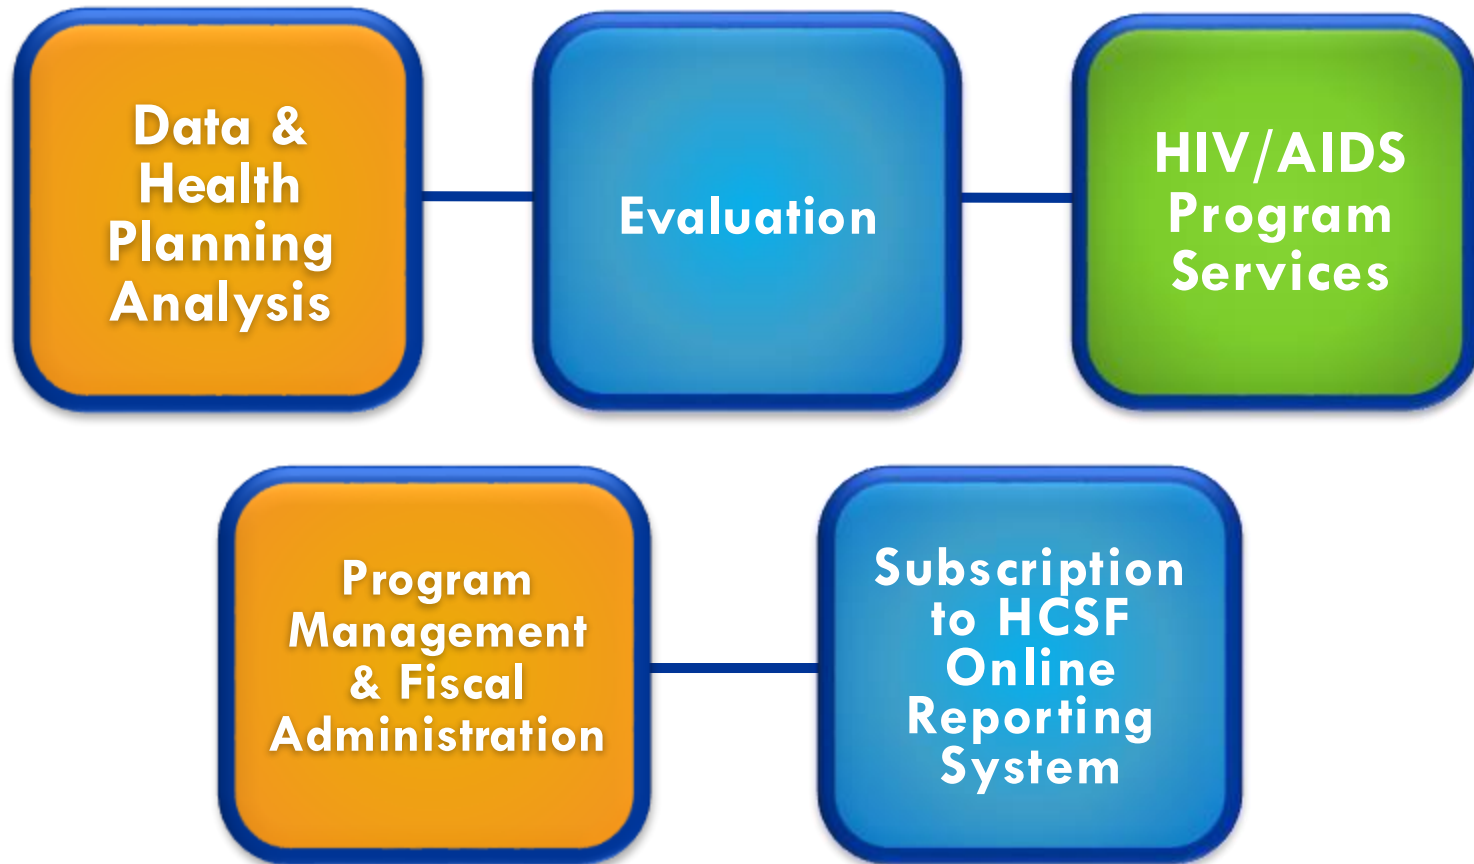 Data &
Health
Planning
Analysis
Evaluation
HIV/AIDS
Program
Services
Program
Management
& Fiscal
Administration
Subscription
to HCSF
Online
Reporting
System